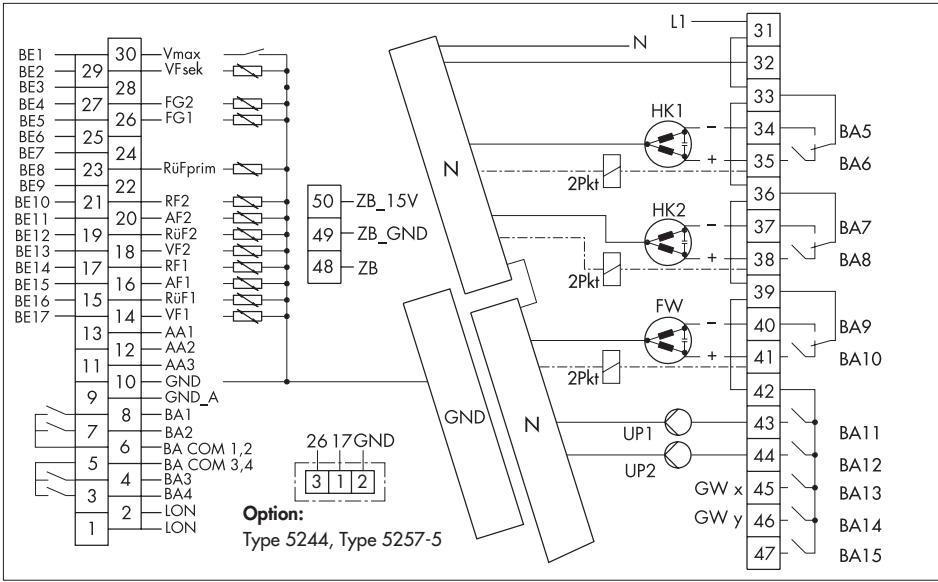 BE1
BE2
BE3
BE4
BE5
BE6
BE7
BE8
BE9
BE10
BE11
BE12
BE13
BE14
BE15
BE16
BE17
30
29
28
27
26
25
24
23
22
21
20
19
18
17
16
15
14
13
12
11
10
9
8
7
6
5
4
3
2
1
Vmax
VFsek
FG2
FG1
RüFprim
RF2
AF2
RüF2
VF2
RF1
AF1
RüF1
VF1
AA1
AA2
AA3
GND
GND_A
BA1
BA2
BA COM 1,2
BA COM 3,4
BA3
BA4
LON
LON
50 ZB_15V
49 ZB_GND
48 ZB
26 17 GND
3 1 2
Option:
Type 5244, Type 5257-5
N
GND
N
N
L1
HK1
- +
2Pkt
HK2
- +
2Pkt
FW
- +
2Pkt
UP1
UP2
GW x
GW y
31
32
33
34
35
36
37
38
39
40
41
42
43
44
45
46
47
BA5
BA6
BA7
BA8
BA9
BA10
BA11
BA12
BA13
BA14
BA15